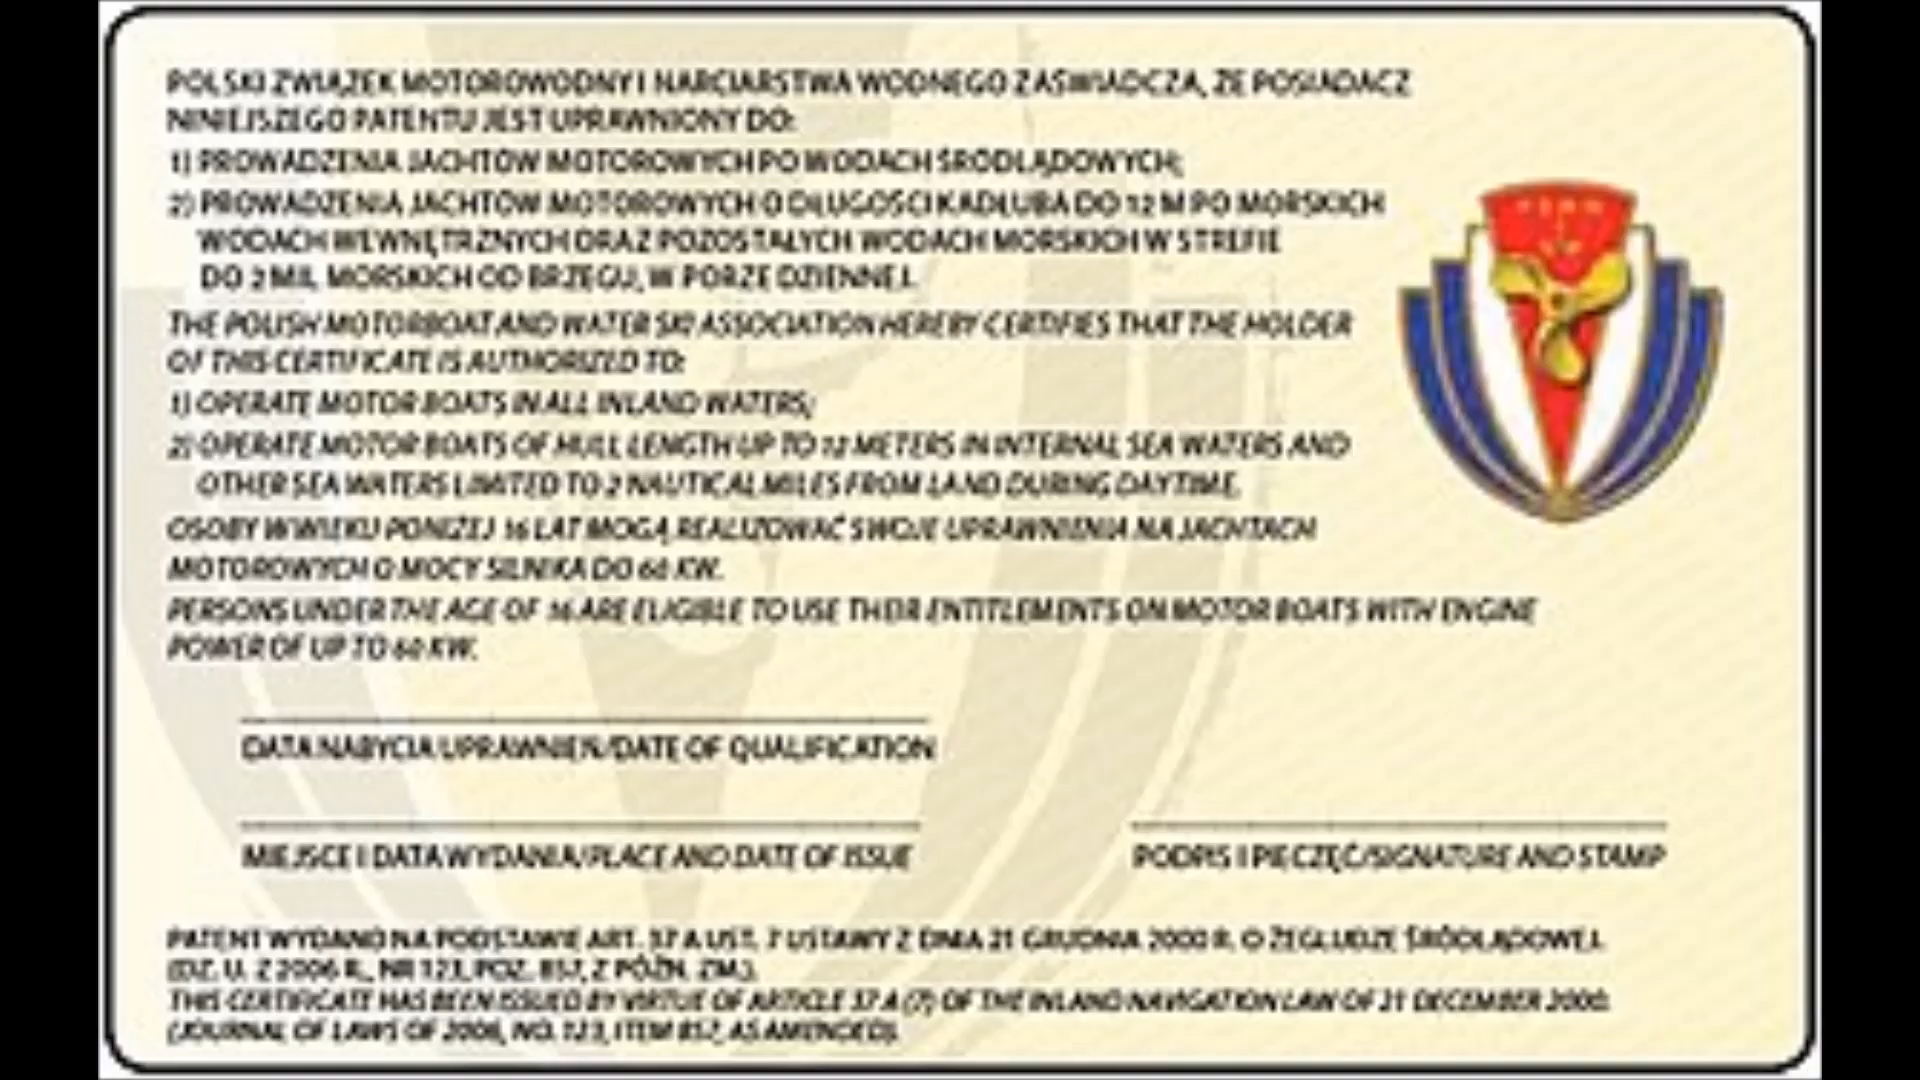 POLSKI ZWIĄZEK MOTOROWODNY I NARCIARSTWA WODNEGO ZAŚWIADCZA, ŻE POSIADACZ
NINIEJSZEGO PATENTU JEST UPRAWNIONY DO:
1) PROWADZENIA JACHTÓW MOTOROWYCH PO WODACH ŚRÓDLĄDOWYCH;
2) PROWADZENIA JACHTÓW MOTOROWYCH O DŁUGOŚCI KADŁUBA DO 12 M PO MORSKICH
WODACH WEWNĘTRZNYCH ORAZ POZOSTAŁYCH WODACH MORSKICH W STREFIE
DO 2 MIL MORSKICH OD BRZEGU, W PORZE DZIENNEJ.
THE POLISH MOTORBOAT AND WATER SKI ASSOCIATION HEREBY CERTIFIES THAT THE HOLDER
OF THIS CERTIFICATE IS AUTHORIZED TO:
1) OPERATE MOTOR BOATS IN ALL INLAND WATERS;
2) OPERATE MOTOR BOATS OF HULL LENGTH UP TO 12 METERS IN INTERNAL SEA WATERS AND
OTHER SEA WATERS LIMITED TO 2 NAUTICAL MILES FROM LAND DURING DAYTIME.
OSOBY W WIEKU PONIŻEJ 16 LAT MOGĄ REALIZOWAĆ SWOJE UPRAWNIENIA NA JACHTACH
MOTOROWYCH O MOCY SILNIKA DO 60 KW.
PERSONS UNDER THE AGE OF 16 ARE ELIGIBLE TO USE THEIR ENTITLEMENTS ON MOTOR BOATS WITH ENGINE
POWER OF UP TO 60 KW.
DATA NABYCIA UPRAWNIEŃ/DATE OF QUALIFICATION
MIEJSCE I DATA WYDANIA/PLACE AND DATE OF ISSUE
PODPIS I PIECZĘĆ/SIGNATURE AND STAMP
PATENT WYDANO NA PODSTAWIE ART. 37 A UST. 7 USTAWY Z DNIA 21 GRUDNIA 2000 R. O ŻEGLUDZE ŚRÓDLĄDOWEJ.
(DZ. U. Z 2006 R., NR 123, POZ. 857, Z PÓŹN. ZM.).
THIS CERTIFICATE HAS BEEN ISSUED BY VIRTUE OF ARTICLE 37 A (7) OF THE INLAND NAVIGATION LAW OF 21 DECEMBER 2000.
(JOURNAL OF LAWS OF 2006, NO. 123, ITEM 857, AS AMENDED).